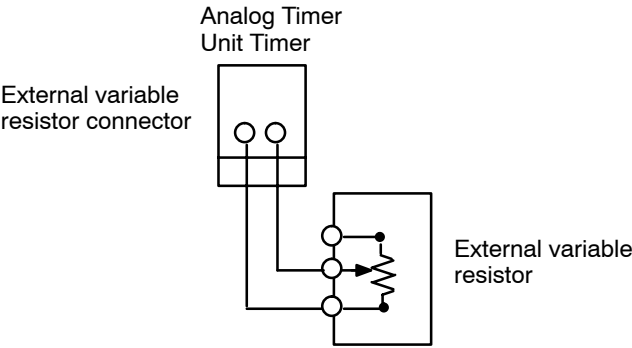 Analog Timer
Unit Timer
External variable
resistor connector
External variable
resistor